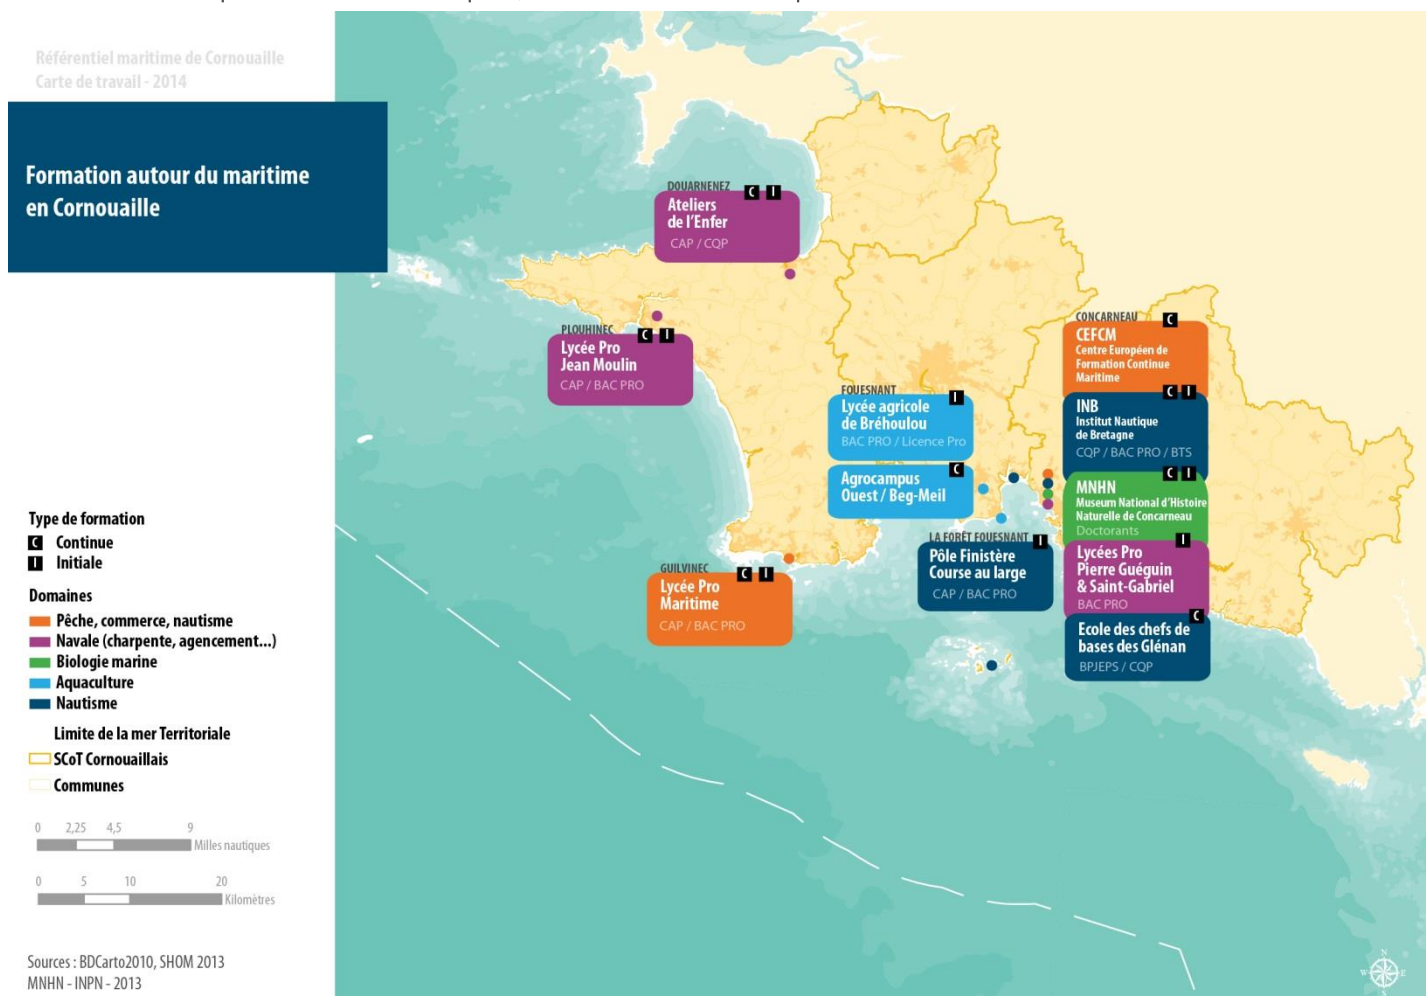 Référentiel maritime de Cornouaille
Carte de travail - 2014
Formation autour du maritime
en Cornouaille
DOUARNENEZ
C I
Ateliers
de l'Enfer
CAP / CQP
PLOUHINEC
C I
Lycée Pro
Jean Moulin
CAP / BAC PRO
CONCARNEAU
C
CEFCM
Centre Européen de
Formation Continue
Maritime
C I
INB
Institut Nautique
de Bretagne
CQP / BAC PRO / BTS
FOUESNANT
I
Lycée agricole
de Bréhoulou
BAC PRO / Licence Pro
C
Agrocampus
Ouest / Beg-Meil
C I
MNHN
Museum National d'Histoire
Naturelle de Concarneau
Doctorants
LA FORÊT FOUESNANT
I
Pôle Finistère
Course au large
CAP / BAC PRO
I
Lycées Pro
Pierre Guéguin
& Saint-Gabriel
BAC PRO
C
Ecole des chefs de
bases des Glénan
BPJEPS / CQP
GUILVINEC
C I
Lycée Pro
Maritime
CAP / BAC PRO
Type de formation
C Continue
I Initiale
Domaines
Pêche, commerce, nautisme
Navale (charpente, agencement...)
Biologie marine
Aquaculture
Nautisme
Limite de la mer Territoriale
SCoT Cornouaillais
Communes
0 2,25 4,5 9
Milles nautiques
0 5 10 20
Kilomètres
Sources : BDCarto2010, SHOM 2013
MNHN - INPN - 2013
N
W E
S